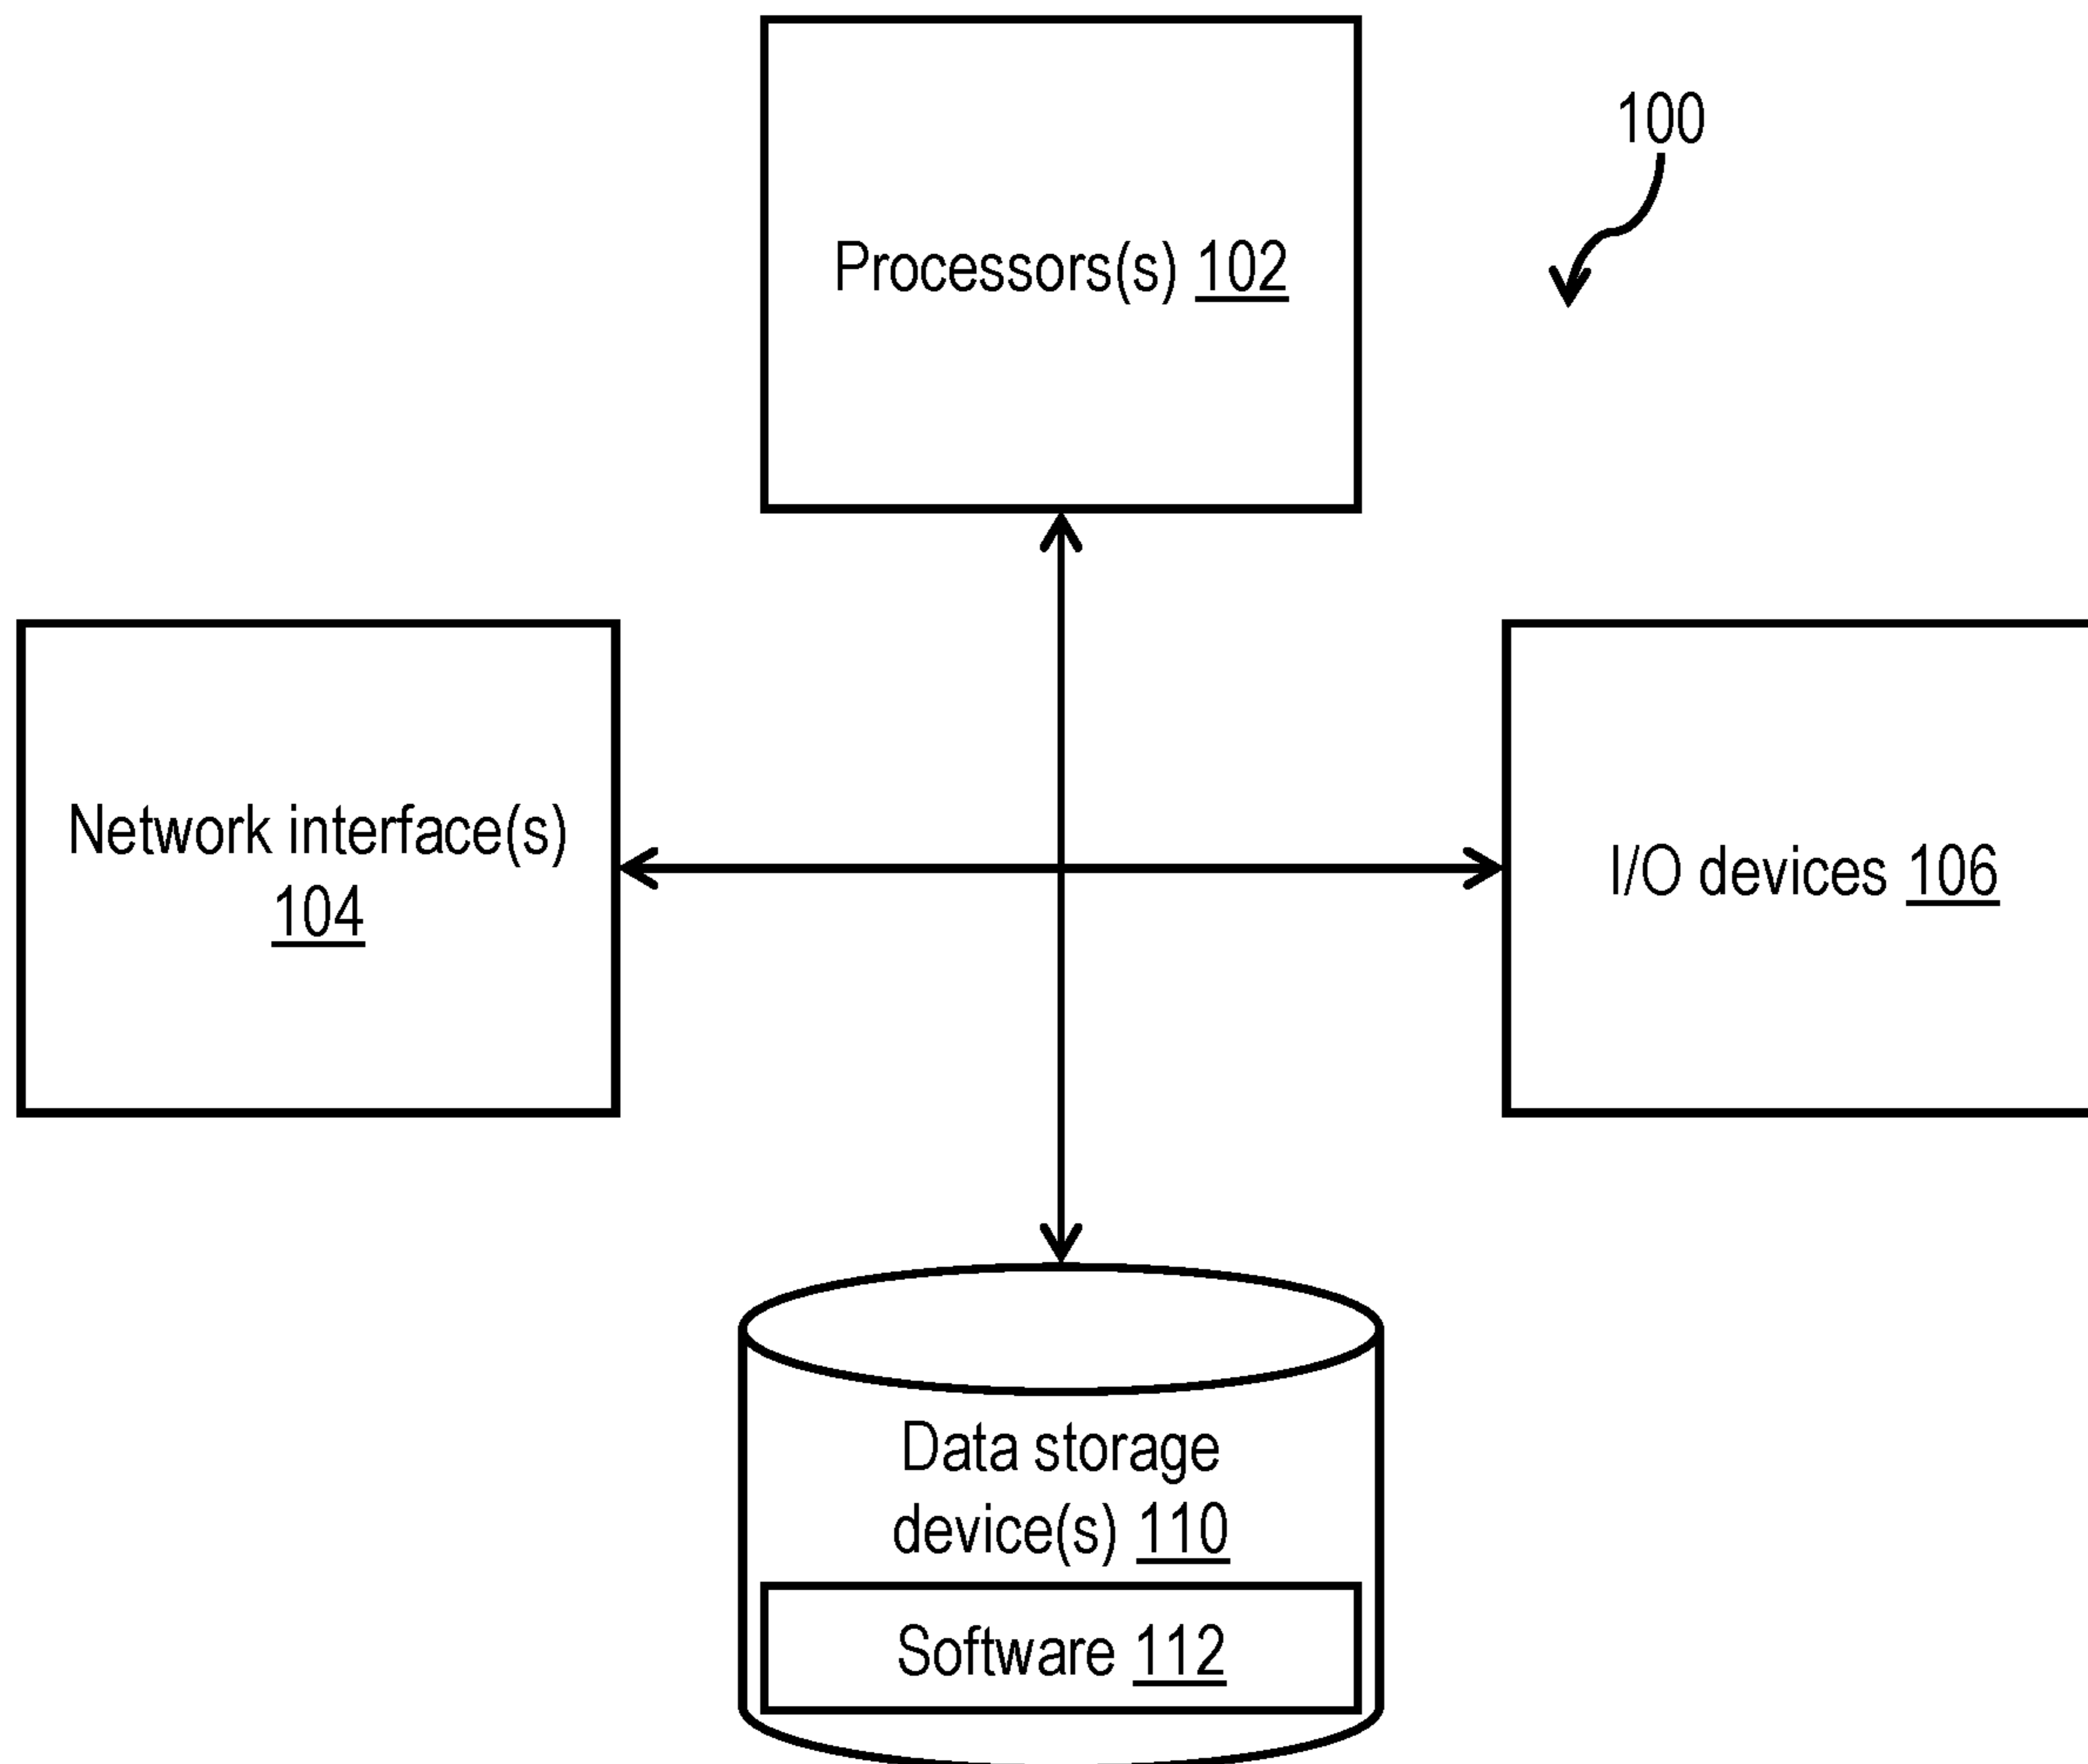 100
Processors(s) 102
Network interface(s)
104
I/O devices 106
Data storage
device(s) 110
Software 112